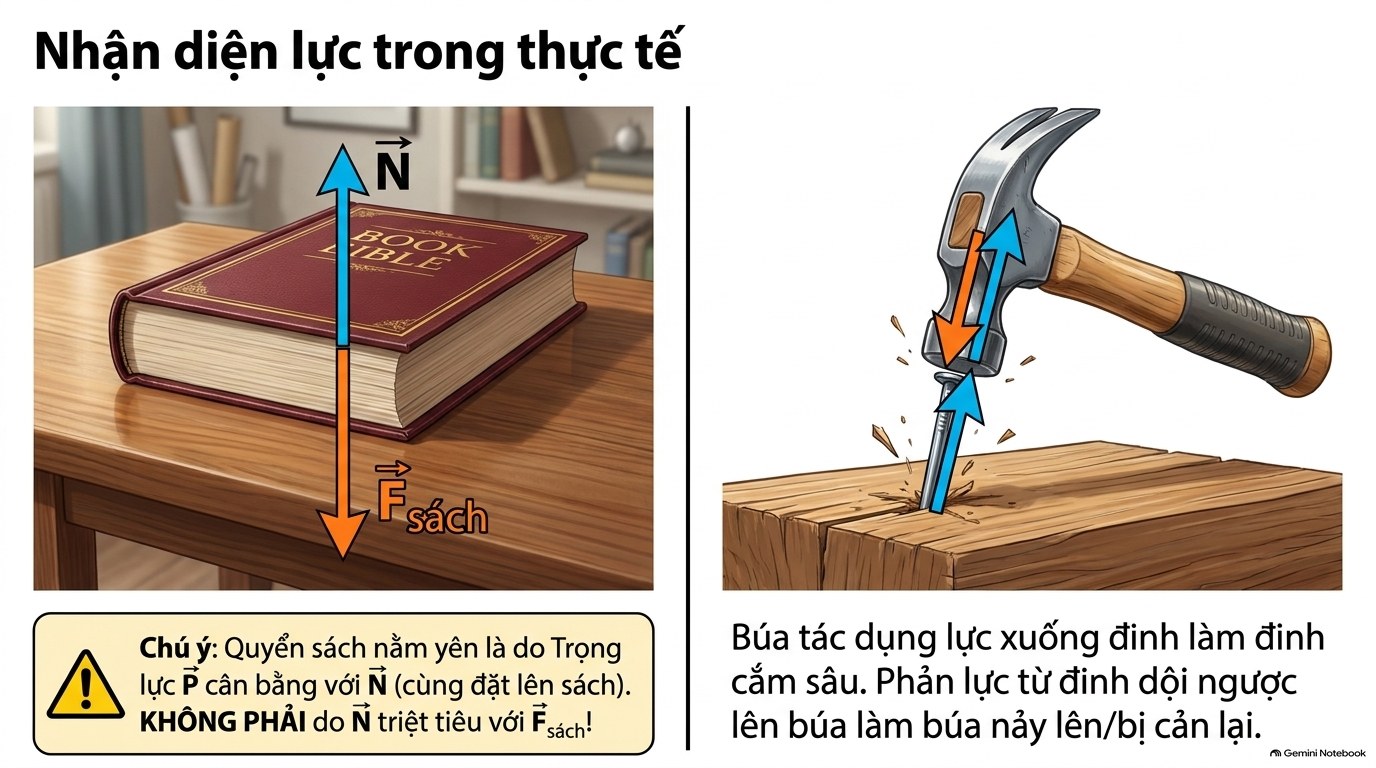 Nhận diện lực trong thực tế
N⃗
BOOK
BIBLE
F⃗sách
Chú ý: Quyển sách nằm yên là do Trọng
lực P⃗ cân bằng với N⃗ (cùng đặt lên sách).
KHÔNG PHẢI do N⃗ triệt tiêu với F⃗sách!
Búa tác dụng lực xuống đinh làm đinh
cắm sâu. Phản lực từ đinh dội ngược
lên búa làm búa nảy lên/bị cản lại.
Gemini Notebook